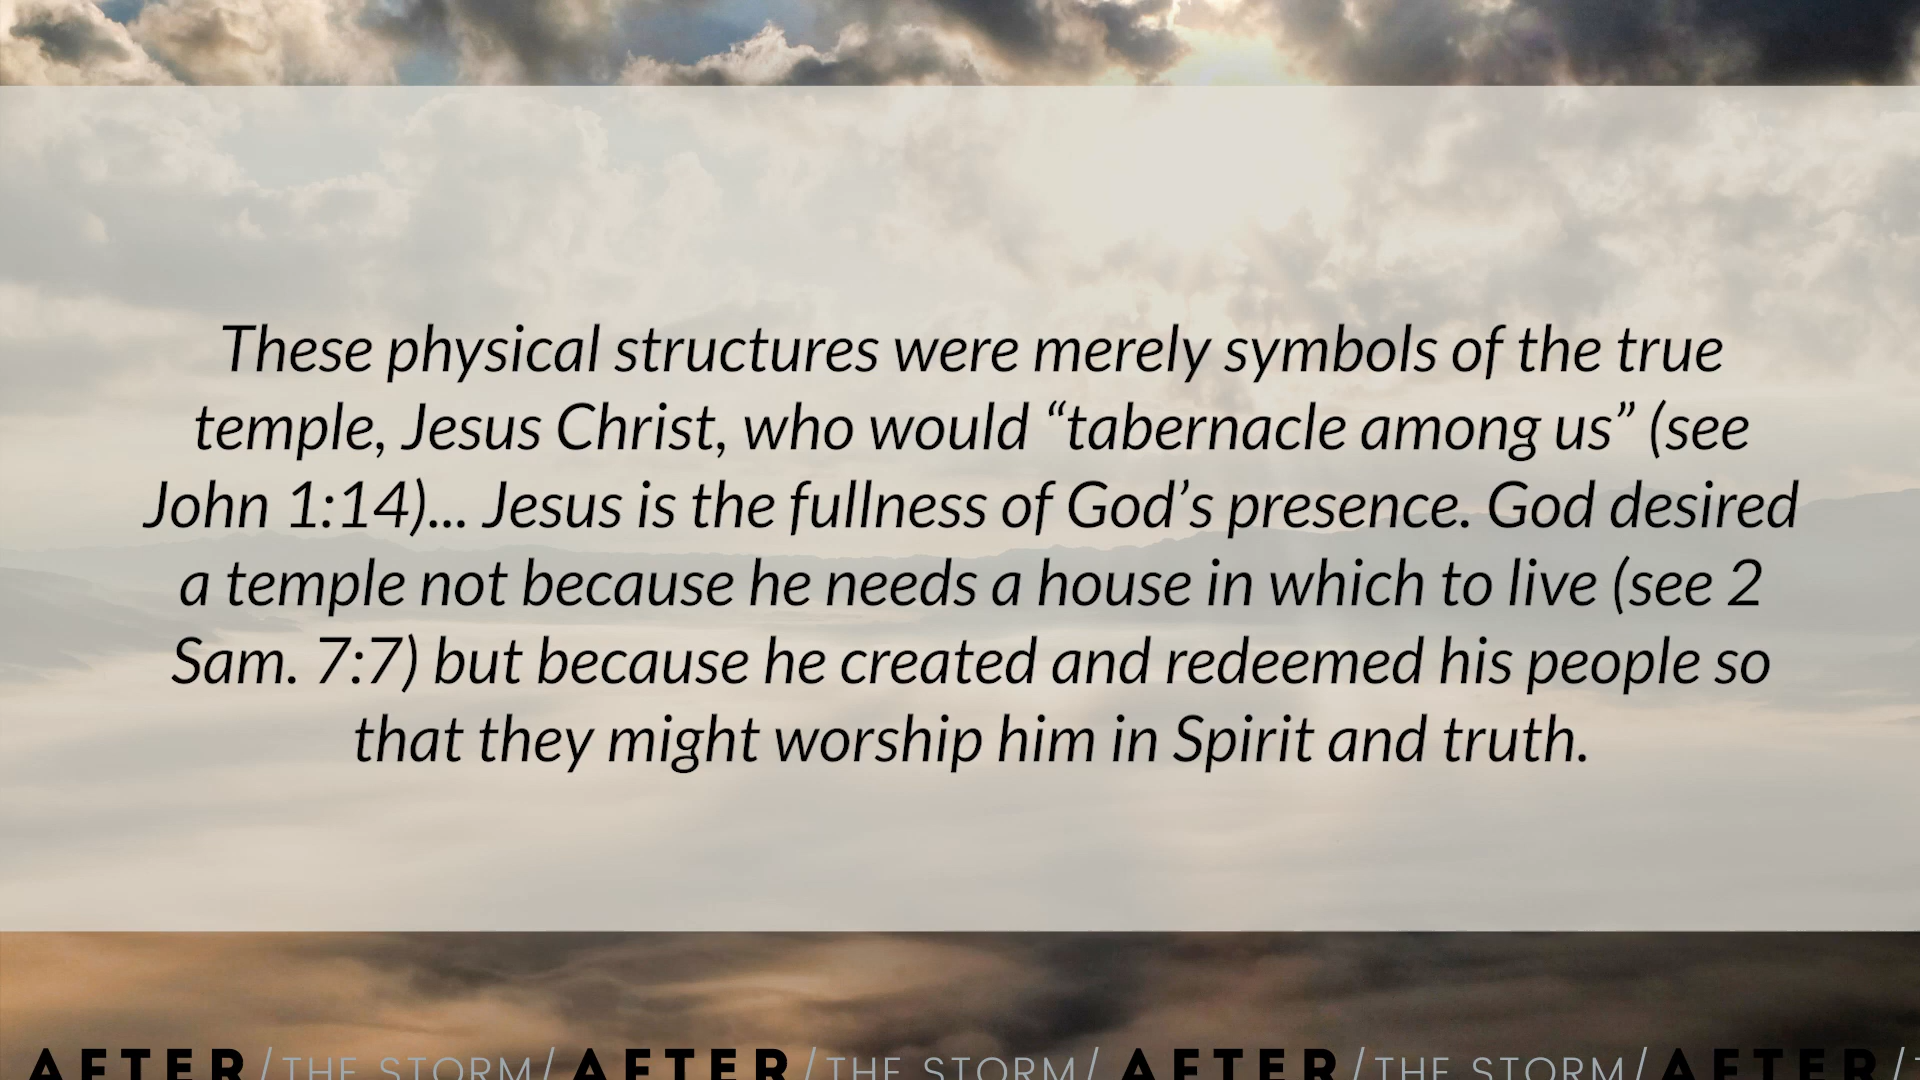 These physical structures were merely symbols of the true
temple, Jesus Christ, who would “tabernacle among us” (see
John 1:14)... Jesus is the fullness of God’s presence. God desired
a temple not because he needs a house in which to live (see 2
Sam. 7:7) but because he created and redeemed his people so
that they might worship him in Spirit and truth.
AFTER/THE STORM/ AFTER/THE STORM/ AFTER/THE STORM/AFTER/T